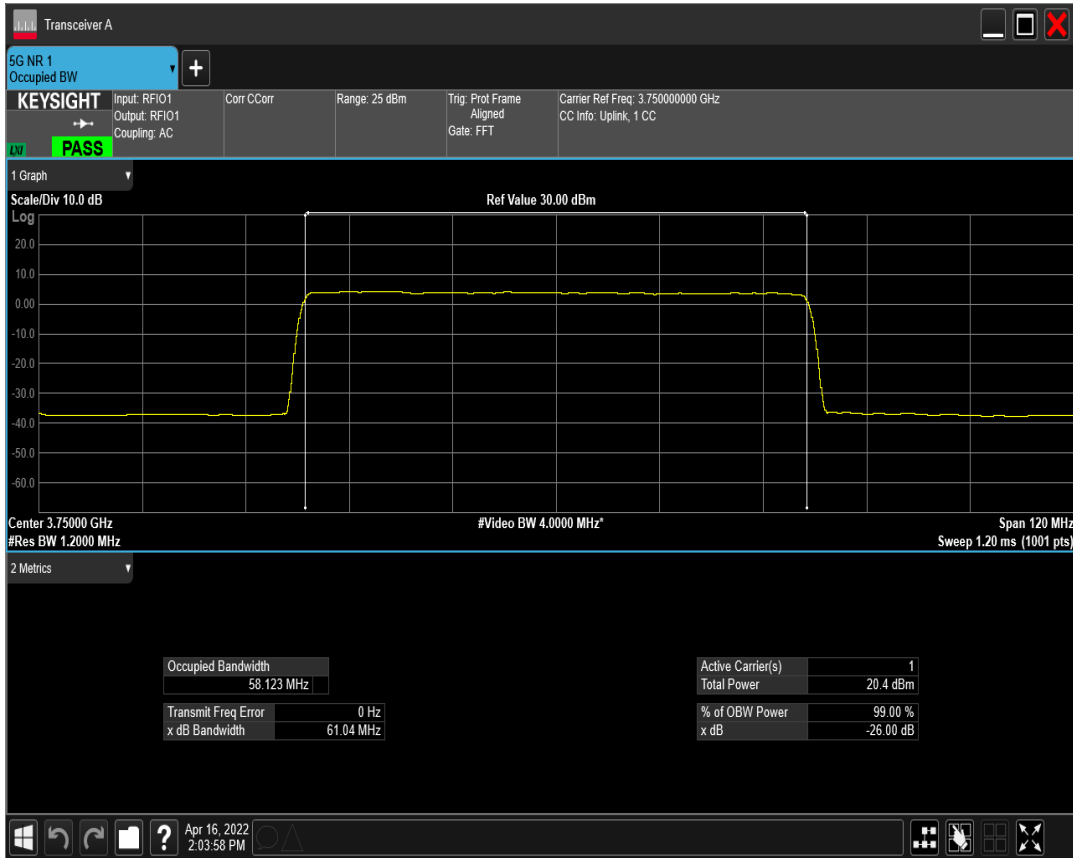 Transceiver A
5G NR 1
Occupied BW
KEYSIGHT
LXI
PASS
Input: RFIO1
Output: RFIO1
Coupling: AC
Corr CCorr
Range: 25 dBm
Trig: Prot Frame
Aligned
Gate: FFT
Carrier Ref Freq: 3.750000000 GHz
CC Info: Uplink, 1 CC
1 Graph
Scale/Div 10.0 dB
Ref Value 30.00 dBm
Log
20.0
10.0
0.00
-10.0
-20.0
-30.0
-40.0
-50.0
-60.0
Center 3.75000 GHz
#Video BW 4.0000 MHz*
Span 120 MHz
#Res BW 1.2000 MHz
Sweep 1.20 ms (1001 pts)
2 Metrics
Occupied Bandwidth
58.123 MHz
Transmit Freq Error 0 Hz
x dB Bandwidth 61.04 MHz
Active Carrier(s) 1
Total Power 20.4 dBm
% of OBW Power 99.00 %
x dB -26.00 dB
?
Apr 16, 2022
2:03:58 PM